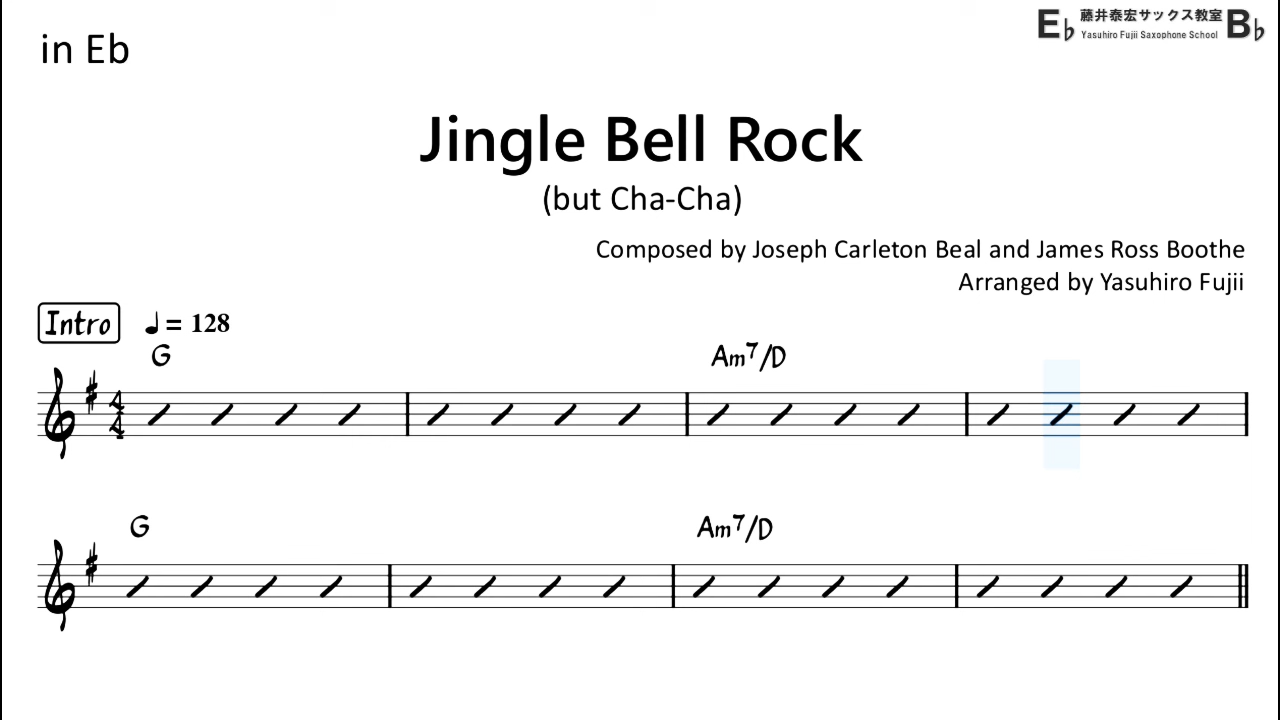 in Eb
E♭ 藤井泰宏サックス教室 B♭
Yasuhiro Fujii Saxophone School
Jingle Bell Rock
(but Cha-Cha)
Composed by Joseph Carleton Beal and James Ross Boothe
Arranged by Yasuhiro Fujii
Intro ♩= 128
G Am7/D
4
4
G Am7/D